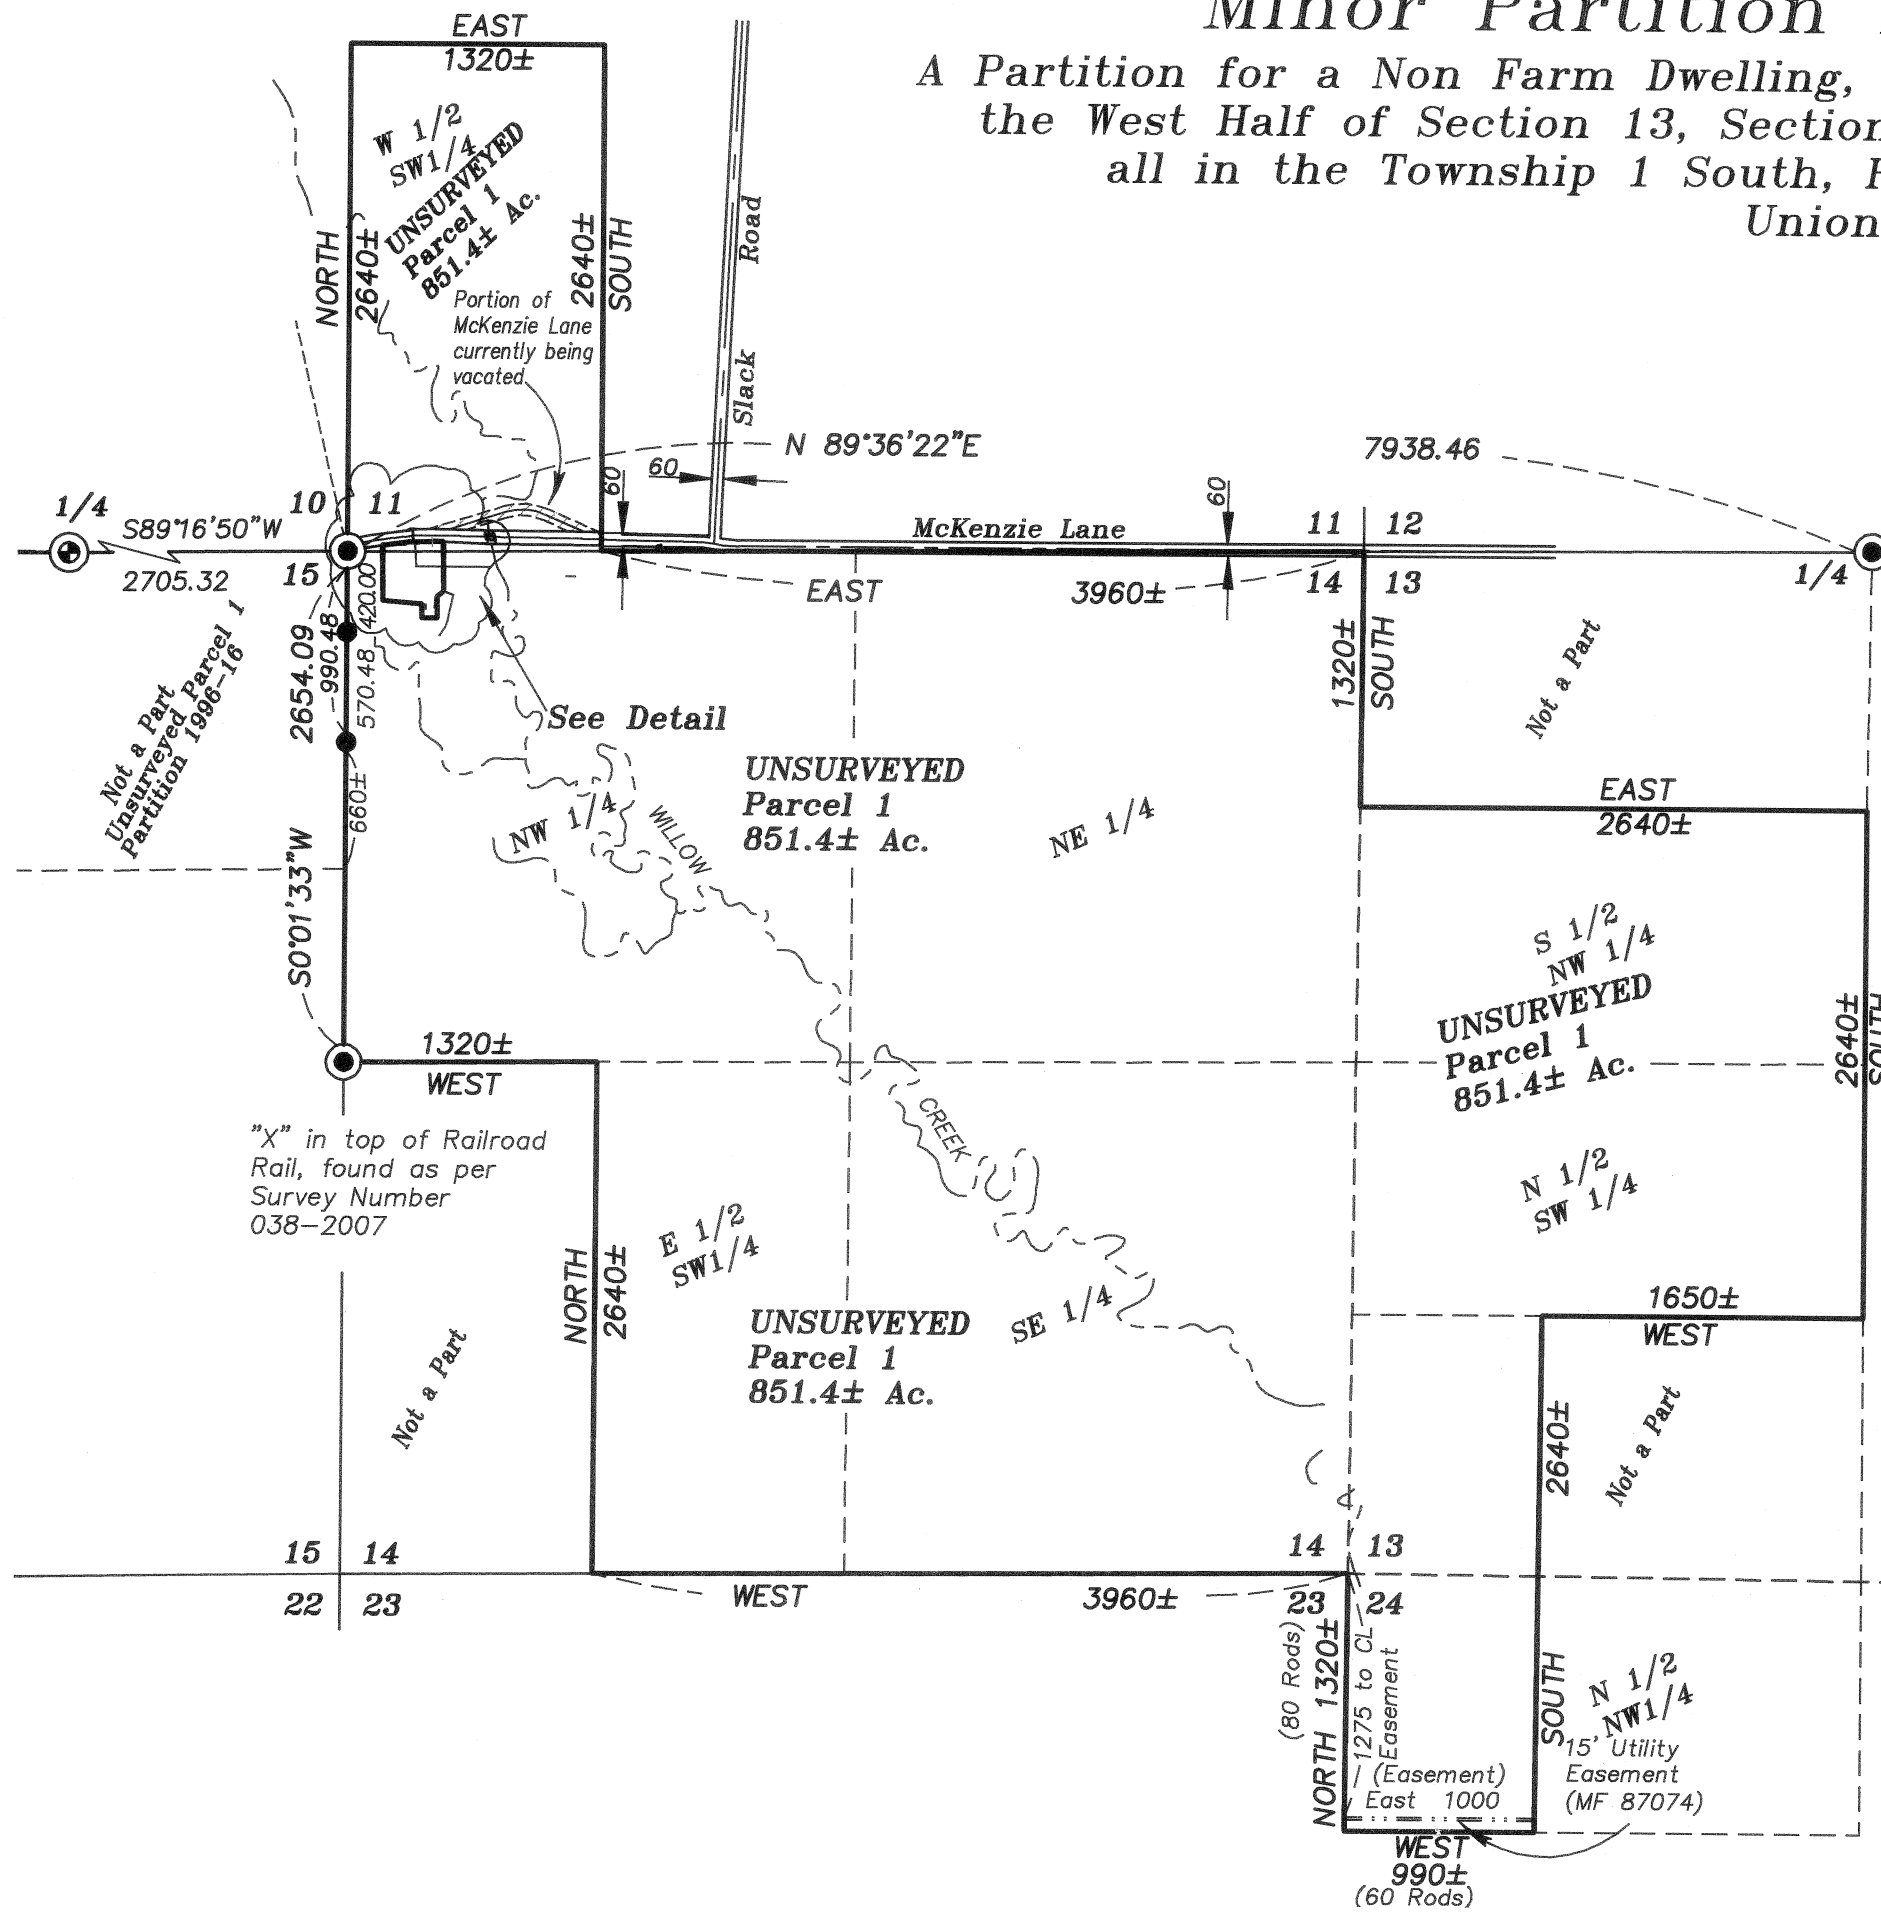 Minor Partition
A Partition for a Non Farm Dwelling,
the West Half of Section 13, Section
all in the Township 1 South,
Union
EAST
1320±
W 1/2
SW1/4
UNSURVEYED
Parcel 1
851.4± Ac.
NORTH
2640±
2640±
SOUTH
Portion of
McKenzie Lane
currently being
vacated
Slack Road
N 89°36'22"E
7938.46
60
60
60
1/4
S89°16'50"W
2705.32
10
11
15
McKenzie Lane
11
12
14
13
1/4
EAST
3960±
Not a Part
Unsurveyed Parcel 1
Partition 1996-16
2654.09
990.48
570.48
420.00
660±
S0°01'33"W
See Detail
1320±
SOUTH
Not a Part
UNSURVEYED
Parcel 1
851.4± Ac.
NW 1/4
WILLOW
NE 1/4
EAST
2640±
S 1/2
NW 1/4
UNSURVEYED
Parcel 1
851.4± Ac.
2640±
SOUTH
1320±
WEST
"X" in top of Railroad
Rail, found as per
Survey Number
038-2007
CREEK
N 1/2
SW 1/4
E 1/2
SW1/4
NORTH
2640±
UNSURVEYED
Parcel 1
851.4± Ac.
SE 1/4
1650±
WEST
Not a Part
2640±
Not a Part
15
14
22
23
14
13
23
24
WEST
3960±
(80 Rods)
NORTH 1320±
1275 to CL
Easement
SOUTH
N 1/2
NW1/4
15' Utility
Easement
(MF 87074)
(Easement)
East 1000
WEST
990±
(60 Rods)